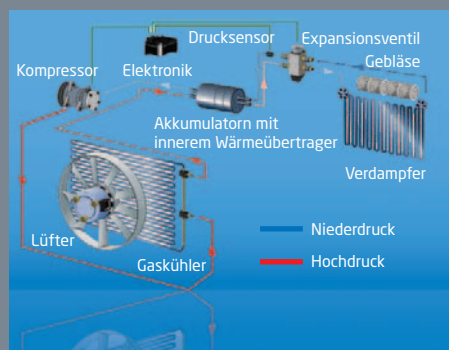 Drucksensor
Expansionsventil
Gebläse
Kompressor
Elektronik
Akkumulatorn mit
innerem Wärmeübertrager
Verdampfer
Lüfter
Gaskühler
Niederdruck
Hochdruck